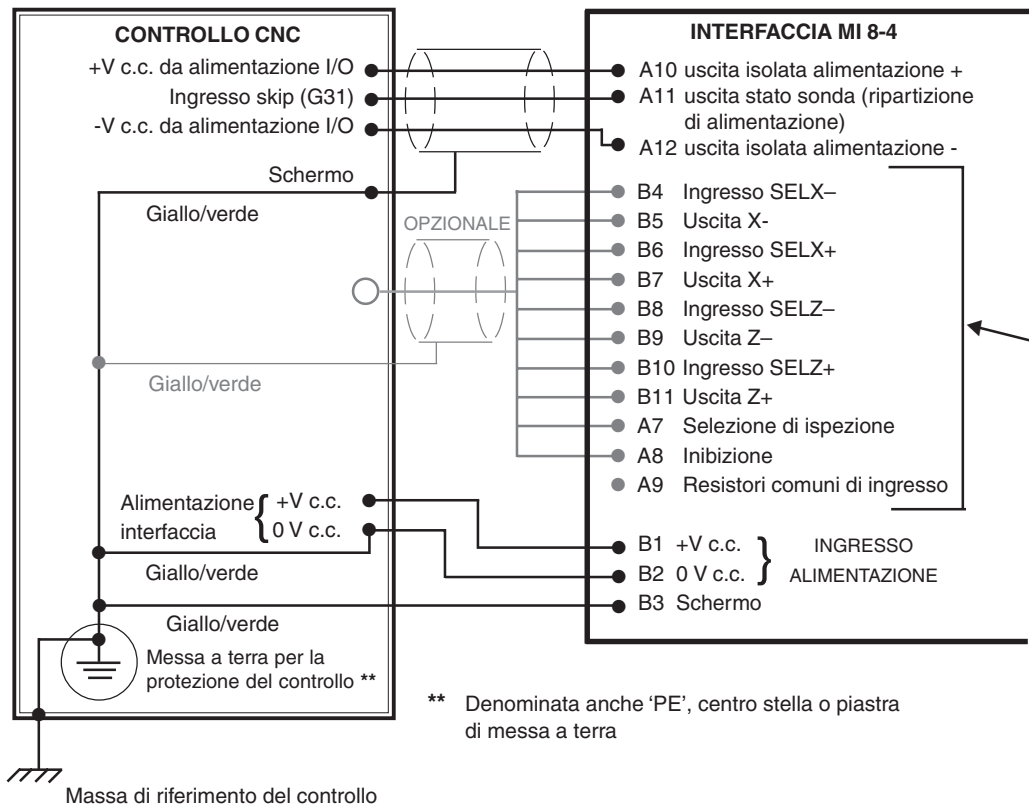 CONTROLLO CNC
+V c.c. da alimentazione I/O
Ingresso skip (G31)
-V c.c. da alimentazione I/O
Schermo
Giallo/verde
OPZIONALE
Giallo/verde
Alimentazione
interfaccia
{ +V c.c.
0 V c.c.
Giallo/verde
Giallo/verde
Messa a terra per la
protezione del controllo **
Massa di riferimento del controllo
INTERFACCIA MI 8-4
A10 uscita isolata alimentazione +
A11 uscita stato sonda (ripartizione
di alimentazione)
A12 uscita isolata alimentazione -
B4 Ingresso SELX–
B5 Uscita X-
B6 Ingresso SELX+
B7 Uscita X+
B8 Ingresso SELZ–
B9 Uscita Z–
B10 Ingresso SELZ+
B11 Uscita Z+
A7 Selezione di ispezione
A8 Inibizione
A9 Resistori comuni di ingresso
B1 +V c.c. } INGRESSO
B2 0 V c.c. ALIMENTAZIONE
B3 Schermo
** Denominata anche ‘PE’, centro stella o piastra
di messa a terra